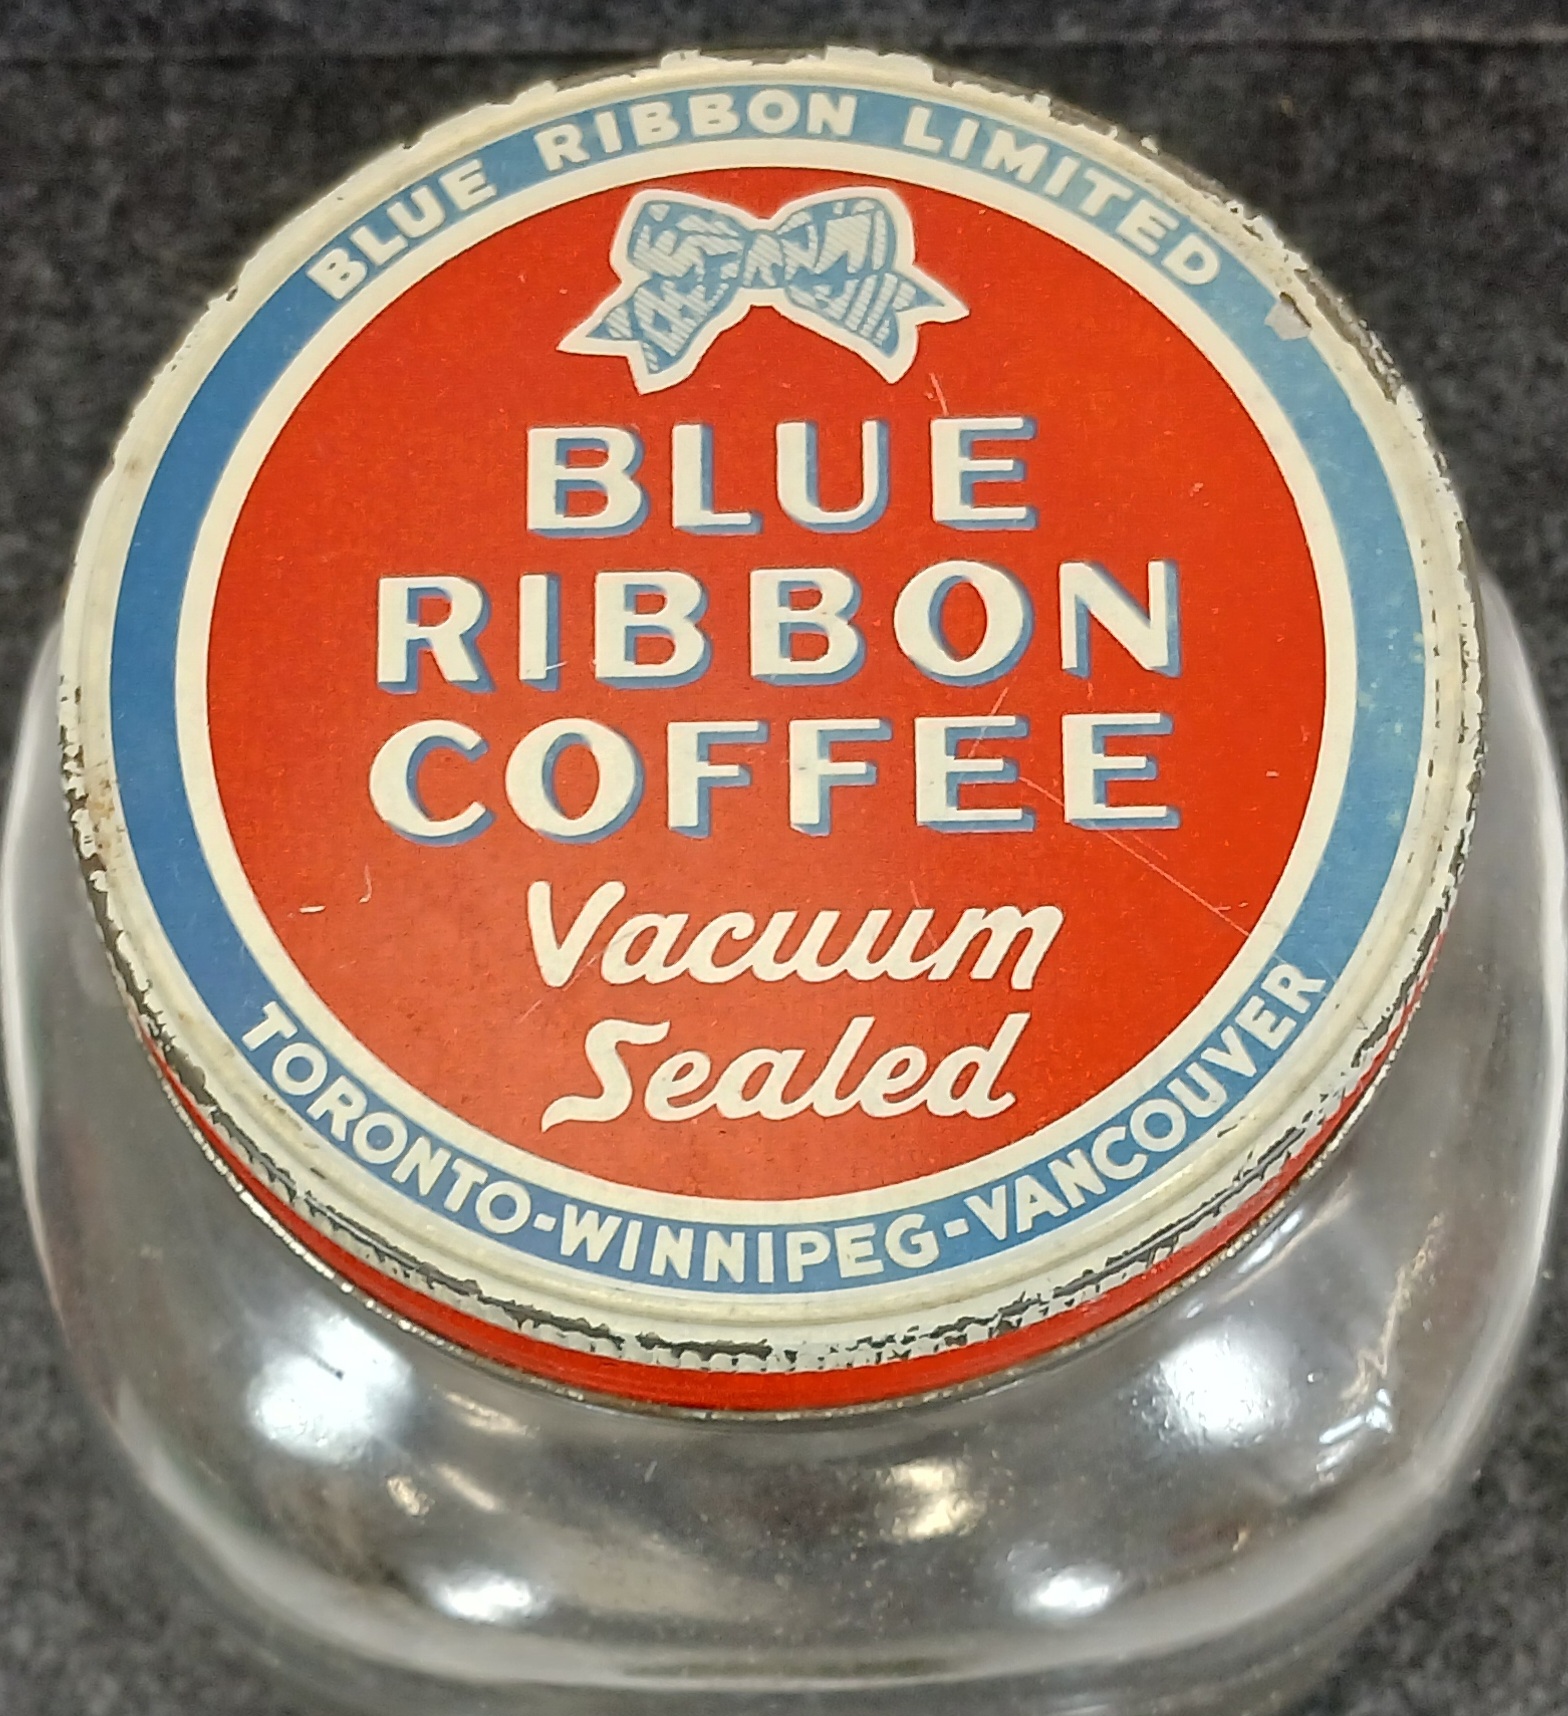 BLUE RIBBON LIMITED
BLUE
RIBBON
COFFEE
Vacuum
Sealed
TORONTO-WINNIPEG-VANCOUVER